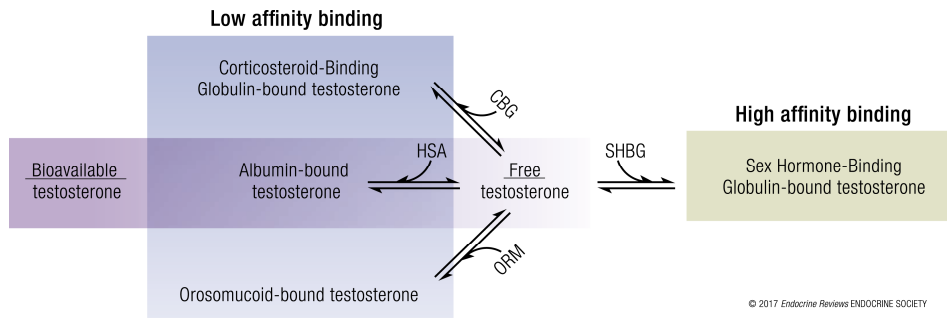 Low affinity binding
Corticosteroid-Binding
Globulin-bound testosterone
CBG
High affinity binding
Bioavailable
testosterone
Albumin-bound
testosterone
HSA
Free
testosterone
SHBG
Sex Hormone-Binding
Globulin-bound testosterone
ORM
Orosomucoid-bound testosterone
© 2017 Endocrine Reviews ENDOCRINE SOCIETY